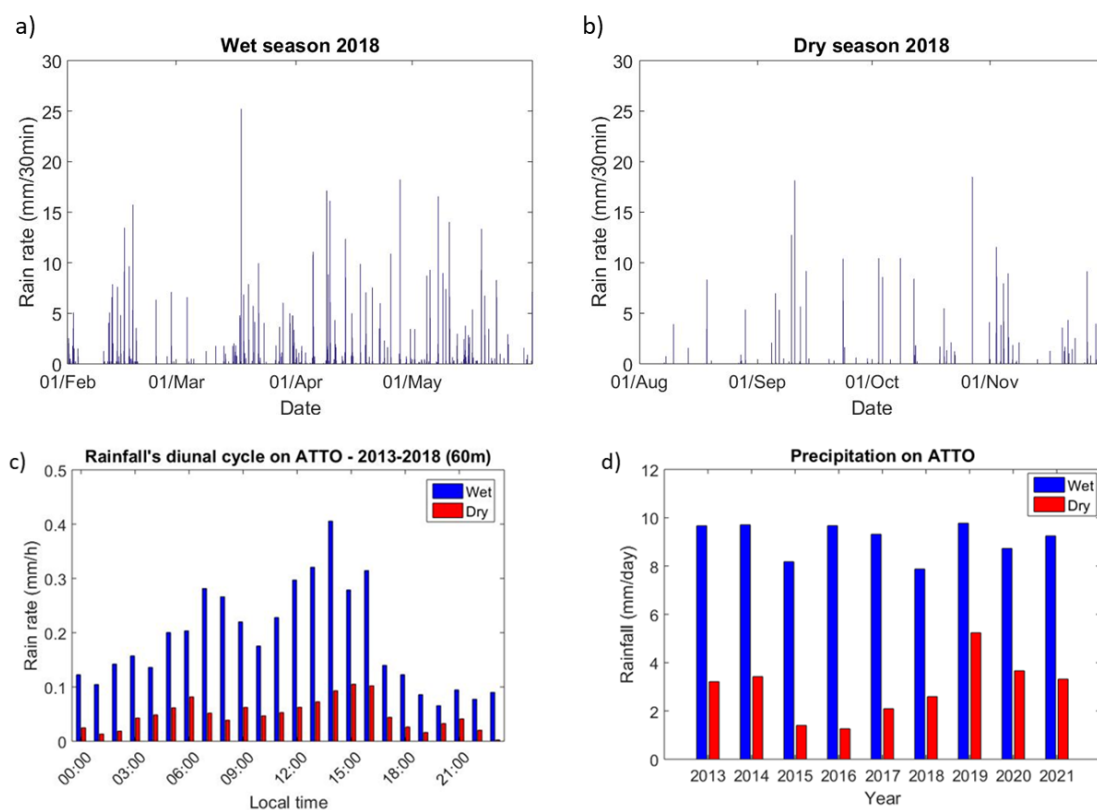 a)
Wet season 2018
30
25
20
15
10
5
0
Rain rate (mm/30min)
01/Feb 01/Mar 01/Apr 01/May
Date
b)
Dry season 2018
30
25
20
15
10
5
0
Rain rate (mm/30min)
01/Aug 01/Sep 01/Oct 01/Nov
Date
c)
Rainfall's diunal cycle on ATTO - 2013-2018 (60m)
0.5
0.4
0.3
0.2
0.1
0
Rain rate (mm/h)
Wet
Dry
00:00 03:00 06:00 09:00 12:00 15:00 18:00 21:00
Local time
d)
Precipitation on ATTO
12
10
8
6
4
2
0
Rainfall (mm/day)
Wet
Dry
2013 2014 2015 2016 2017 2018 2019 2020 2021
Year